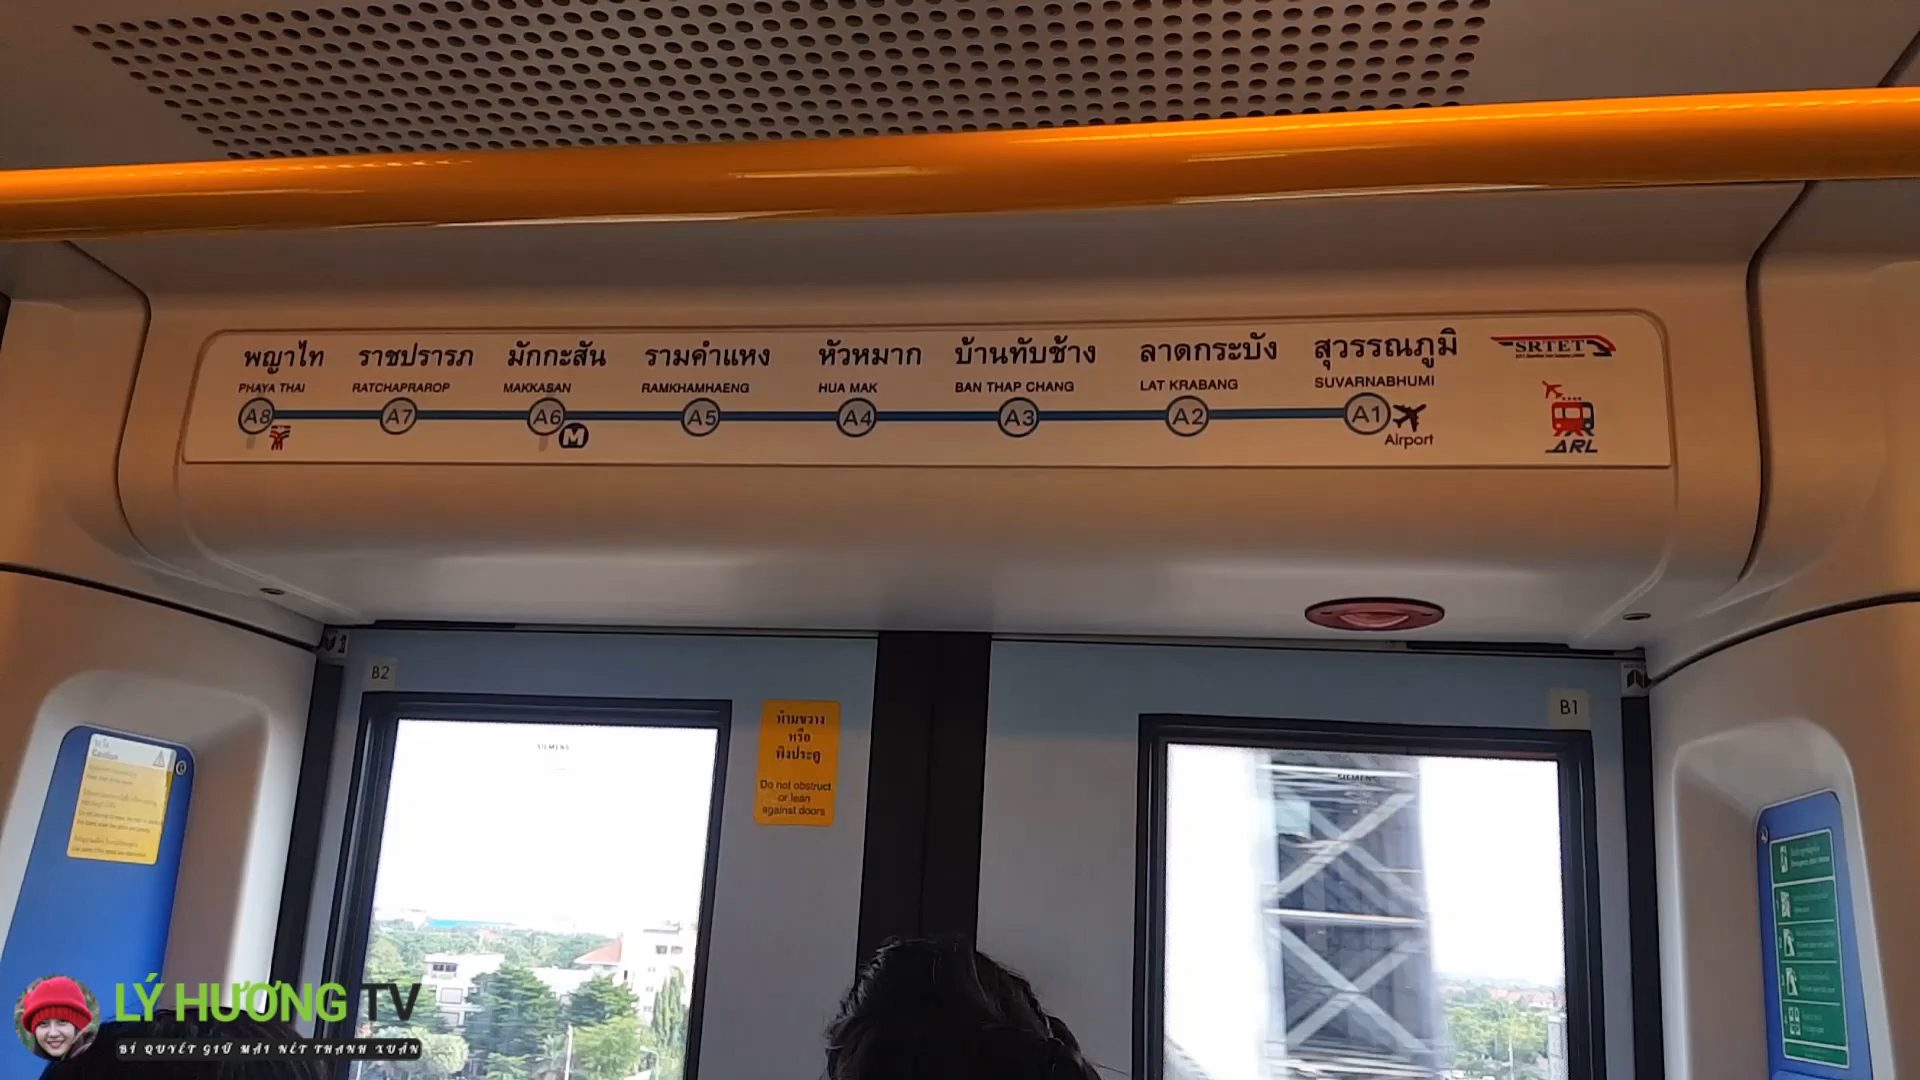 พญาไท ราชปรารภ มักกะสัน รามคำแหง หัวหมาก บ้านทับช้าง ลาดกระบัง สุวรรณภูมิ SRTET
PHAYA THAI RATCHAPRAROP MAKKASAN RAMKHAMHAENG HUA MAK BAN THAP CHANG LAT KRABANG SUVARNABHUMI
A8 A7 A6 A5 A4 A3 A2 A1
M
Airport
ARL
B2
B1
SIEMENS
SIEMENS
ห้ามขวาง
หรือ
พิงประตู
Do not obstruct
or lean
against doors
Caution
LÝ HƯƠNG TV
BÍ QUYẾT GIỮ MÃI NÉT THANH XUÂN